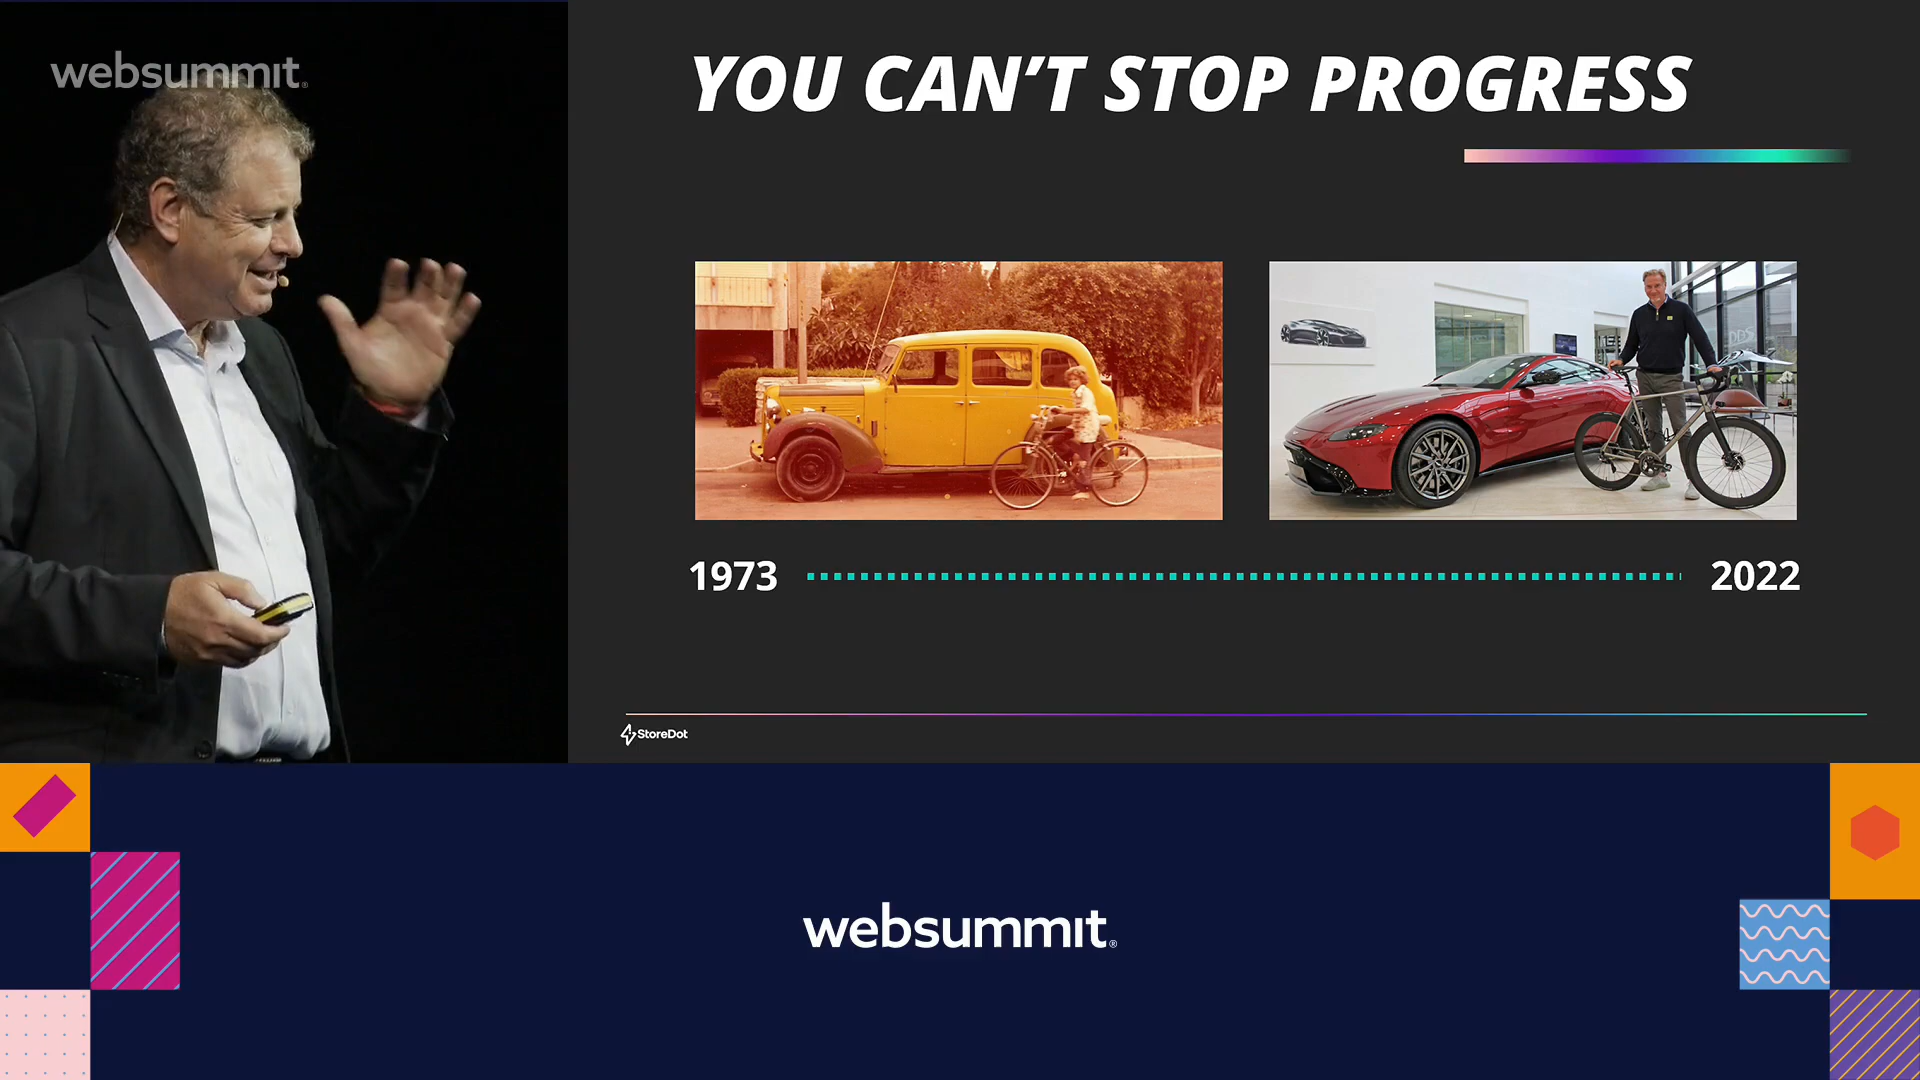 websummit®
YOU CAN'T STOP PROGRESS
1973
2022
StoreDot
websummit®